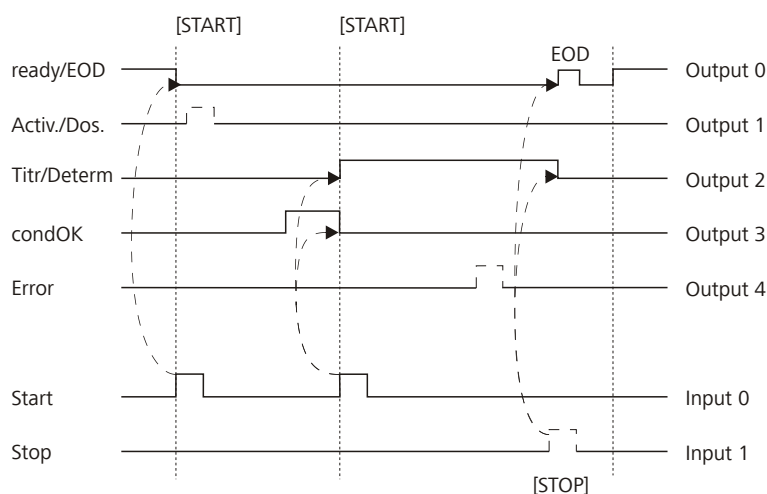 [START] [START]
EOD
ready/EOD Output 0
Activ./Dos. Output 1
Titr/Determ Output 2
condOK Output 3
Error Output 4
Start Input 0
Stop Input 1
[STOP]